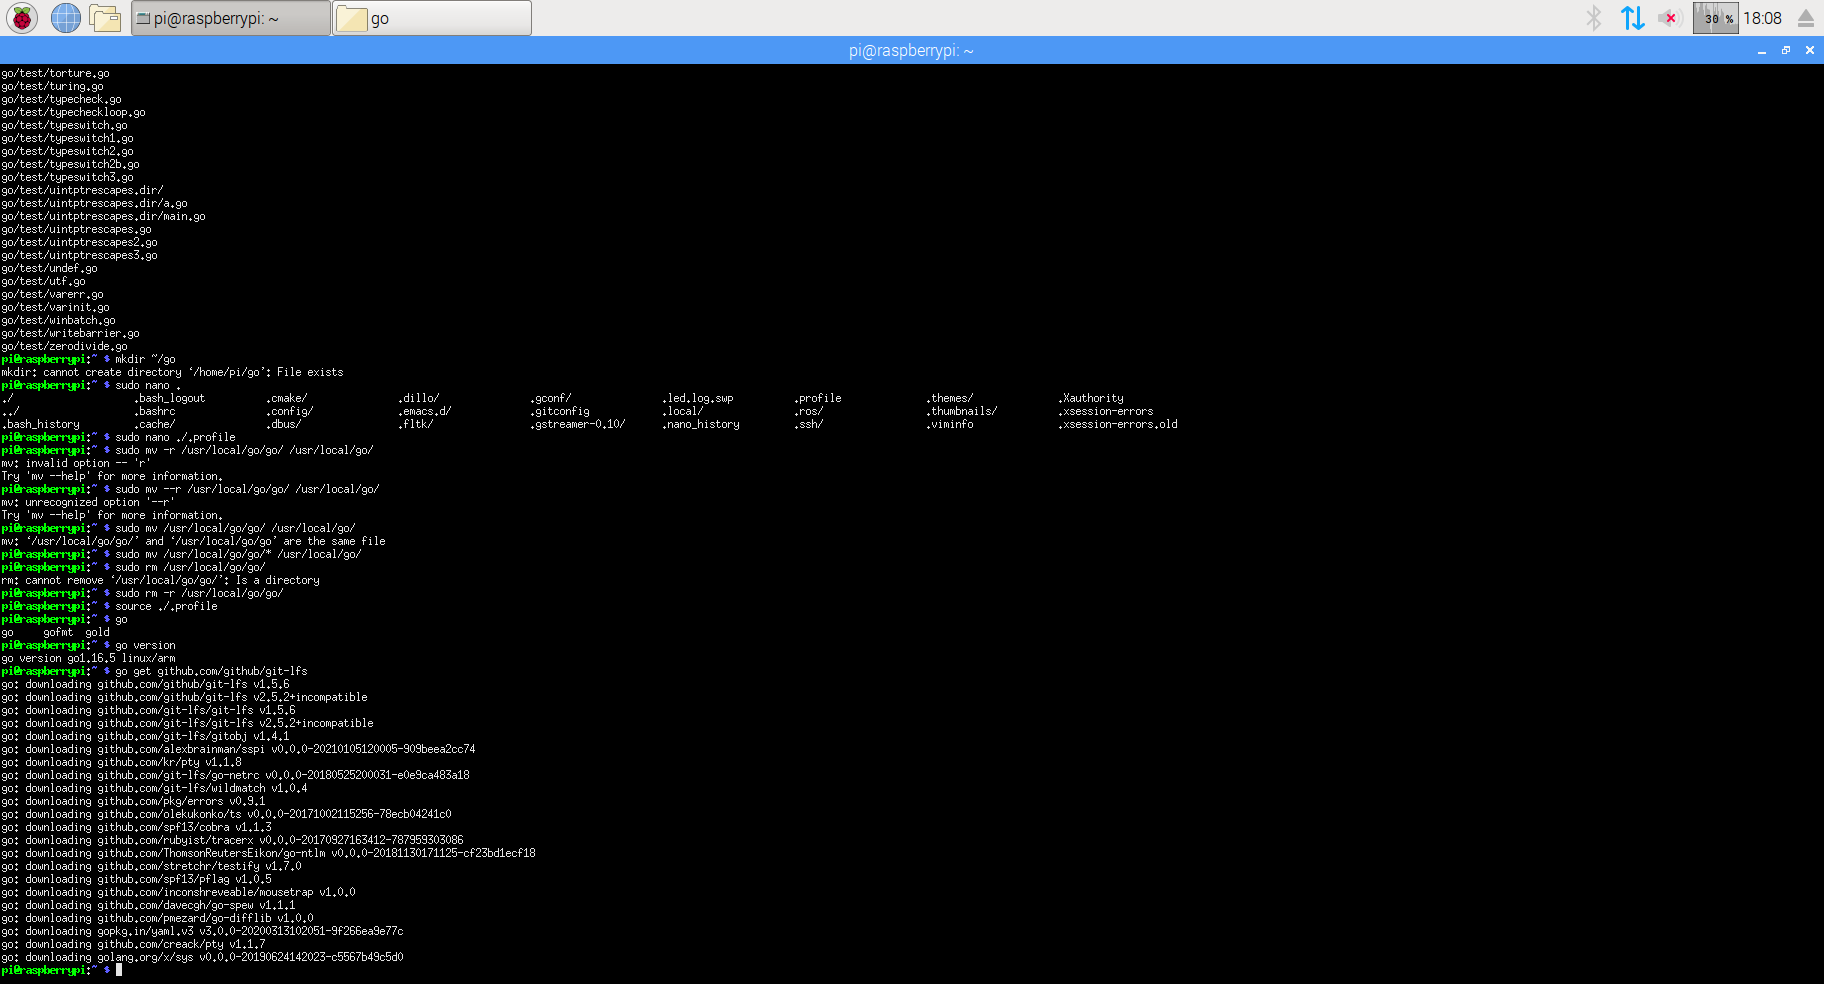 pi@raspberrypi: ~
go
30 %
18:08
pi@raspberrypi: ~
go/test/torture.go
go/test/turing.go
go/test/typecheck.go
go/test/typecheckloop.go
go/test/typeswitch.go
go/test/typeswitch1.go
go/test/typeswitch2.go
go/test/typeswitch2b.go
go/test/typeswitch3.go
go/test/uintptrescapes.dir/
go/test/uintptrescapes.dir/a.go
go/test/uintptrescapes.dir/main.go
go/test/uintptrescapes.go
go/test/uintptrescapes2.go
go/test/uintptrescapes3.go
go/test/undef.go
go/test/utf.go
go/test/varerr.go
go/test/varinit.go
go/test/winbatch.go
go/test/writebarrier.go
go/test/zerodivide.go
pi@raspberrypi:~ $ mkdir ~/go
mkdir: cannot create directory ‘/home/pi/go’: File exists
pi@raspberrypi:~ $ sudo nano .
./ .bash_logout .cmake/ .dillo/ .gconf/ .led.log.swp .profile .themes/ .Xauthority
../ .bashrc .config/ .emacs.d/ .gitconfig .local/ .ros/ .thumbnails/ .xsession-errors
.bash_history .cache/ .dbus/ .fltk/ .gstreamer-0.10/ .nano_history .ssh/ .viminfo .xsession-errors.old
pi@raspberrypi:~ $ sudo nano ./.profile
pi@raspberrypi:~ $ sudo mv -r /usr/local/go/go/ /usr/local/go/
mv: invalid option -- 'r'
Try 'mv --help' for more information.
pi@raspberrypi:~ $ sudo mv --r /usr/local/go/go/ /usr/local/go/
mv: unrecognized option '--r'
Try 'mv --help' for more information.
pi@raspberrypi:~ $ sudo mv /usr/local/go/go/ /usr/local/go/
mv: ‘/usr/local/go/go/’ and ‘/usr/local/go/go’ are the same file
pi@raspberrypi:~ $ sudo mv /usr/local/go/go/* /usr/local/go/
pi@raspberrypi:~ $ sudo rm /usr/local/go/go/
rm: cannot remove ‘/usr/local/go/go/’: Is a directory
pi@raspberrypi:~ $ sudo rm -r /usr/local/go/go/
pi@raspberrypi:~ $ source ./.profile
pi@raspberrypi:~ $ go
go gofmt gold
pi@raspberrypi:~ $ go version
go version go1.16.5 linux/arm
pi@raspberrypi:~ $ go get github.com/github/git-lfs
go: downloading github.com/github/git-lfs v1.5.6
go: downloading github.com/github/git-lfs v2.5.2+incompatible
go: downloading github.com/git-lfs/git-lfs v1.5.6
go: downloading github.com/git-lfs/git-lfs v2.5.2+incompatible
go: downloading github.com/git-lfs/gitobj v1.4.1
go: downloading github.com/alexbrainman/sspi v0.0.0-20210105120005-909beea2cc74
go: downloading github.com/kr/pty v1.1.8
go: downloading github.com/git-lfs/go-netrc v0.0.0-20180525200031-e0e9ca483a18
go: downloading github.com/git-lfs/wildmatch v1.0.4
go: downloading github.com/pkg/errors v0.9.1
go: downloading github.com/olekukonko/ts v0.0.0-20171002115256-78ecb04241c0
go: downloading github.com/spf13/cobra v1.1.3
go: downloading github.com/rubyist/tracerx v0.0.0-20170927163412-787959303086
go: downloading github.com/ThomsonReutersEikon/go-ntlm v0.0.0-20181130171125-cf23bd1ecf18
go: downloading github.com/stretchr/testify v1.7.0
go: downloading github.com/spf13/pflag v1.0.5
go: downloading github.com/inconshreveable/mousetrap v1.0.0
go: downloading github.com/davecgh/go-spew v1.1.1
go: downloading github.com/pmezard/go-difflib v1.0.0
go: downloading gopkg.in/yaml.v3 v3.0.0-20200313102051-9f266ea9e77c
go: downloading github.com/creack/pty v1.1.7
go: downloading golang.org/x/sys v0.0.0-20190624142023-c5567b49c5d0
pi@raspberrypi:~ $